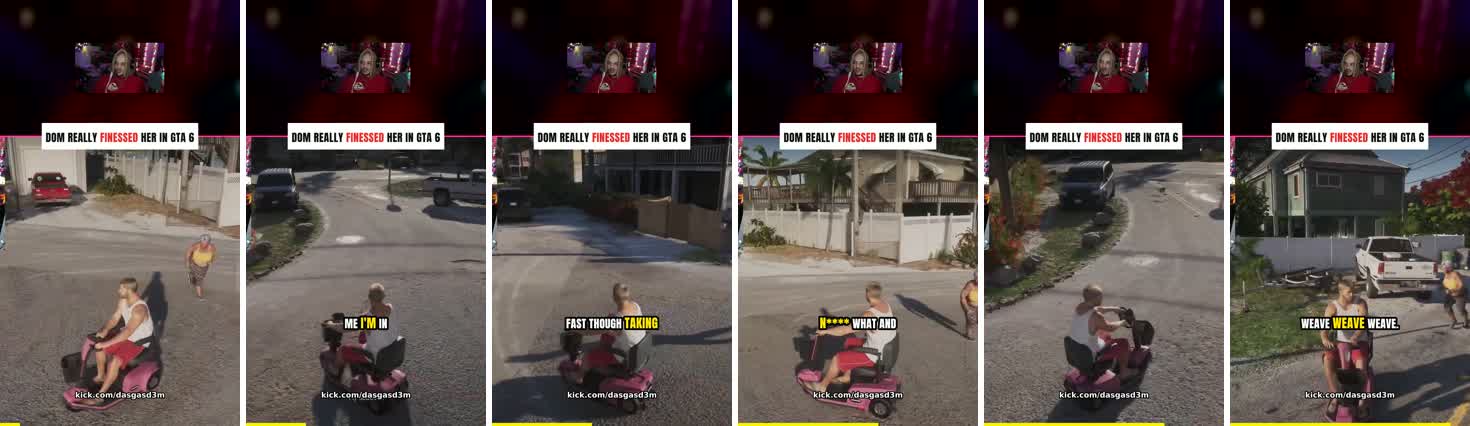 DOM REALLY FINESSED HER IN GTA 6
kick.com/dasgasd3m
DOM REALLY FINESSED HER IN GTA 6
ME I'M IN
kick.com/dasgasd3m
DOM REALLY FINESSED HER IN GTA 6
FAST THOUGH TAKING
kick.com/dasgasd3m
DOM REALLY FINESSED HER IN GTA 6
N**** WHAT AND
kick.com/dasgasd3m
DOM REALLY FINESSED HER IN GTA 6
kick.com/dasgasd3m
DOM REALLY FINESSED HER IN GTA 6
WEAVE WEAVE WEAVE.
kick.com/dasgasd3m